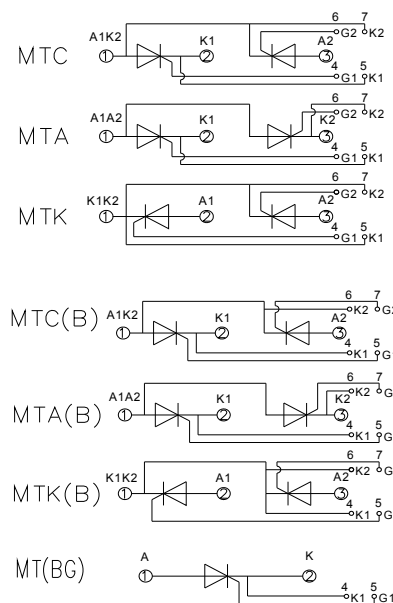 6 7
A1K2 K1 A2 G2 K2
MTC 1 2 3
4 5
G1 K1
6 7
A1A2 K1 K2 G2 K2
MTA 1 2 3
4 5
G1 K1
6 7
K1K2 A1 A2 G2 K2
MTK 1 2 3
4 5
G1 K1
6 7
A1K2 K1 A2 K2 G2
MTC(B) 1 2 3
4 5
K1 G1
6 7
A1A2 K1 K2 K2 G
MTA(B) 1 2 3
4 5
K1 G
6 7
K1K2 A1 A2 K2 G
MTK(B) 1 2 3
4 5
K1 G
A K
MT(BG) 1 2
4 5
K1 G1